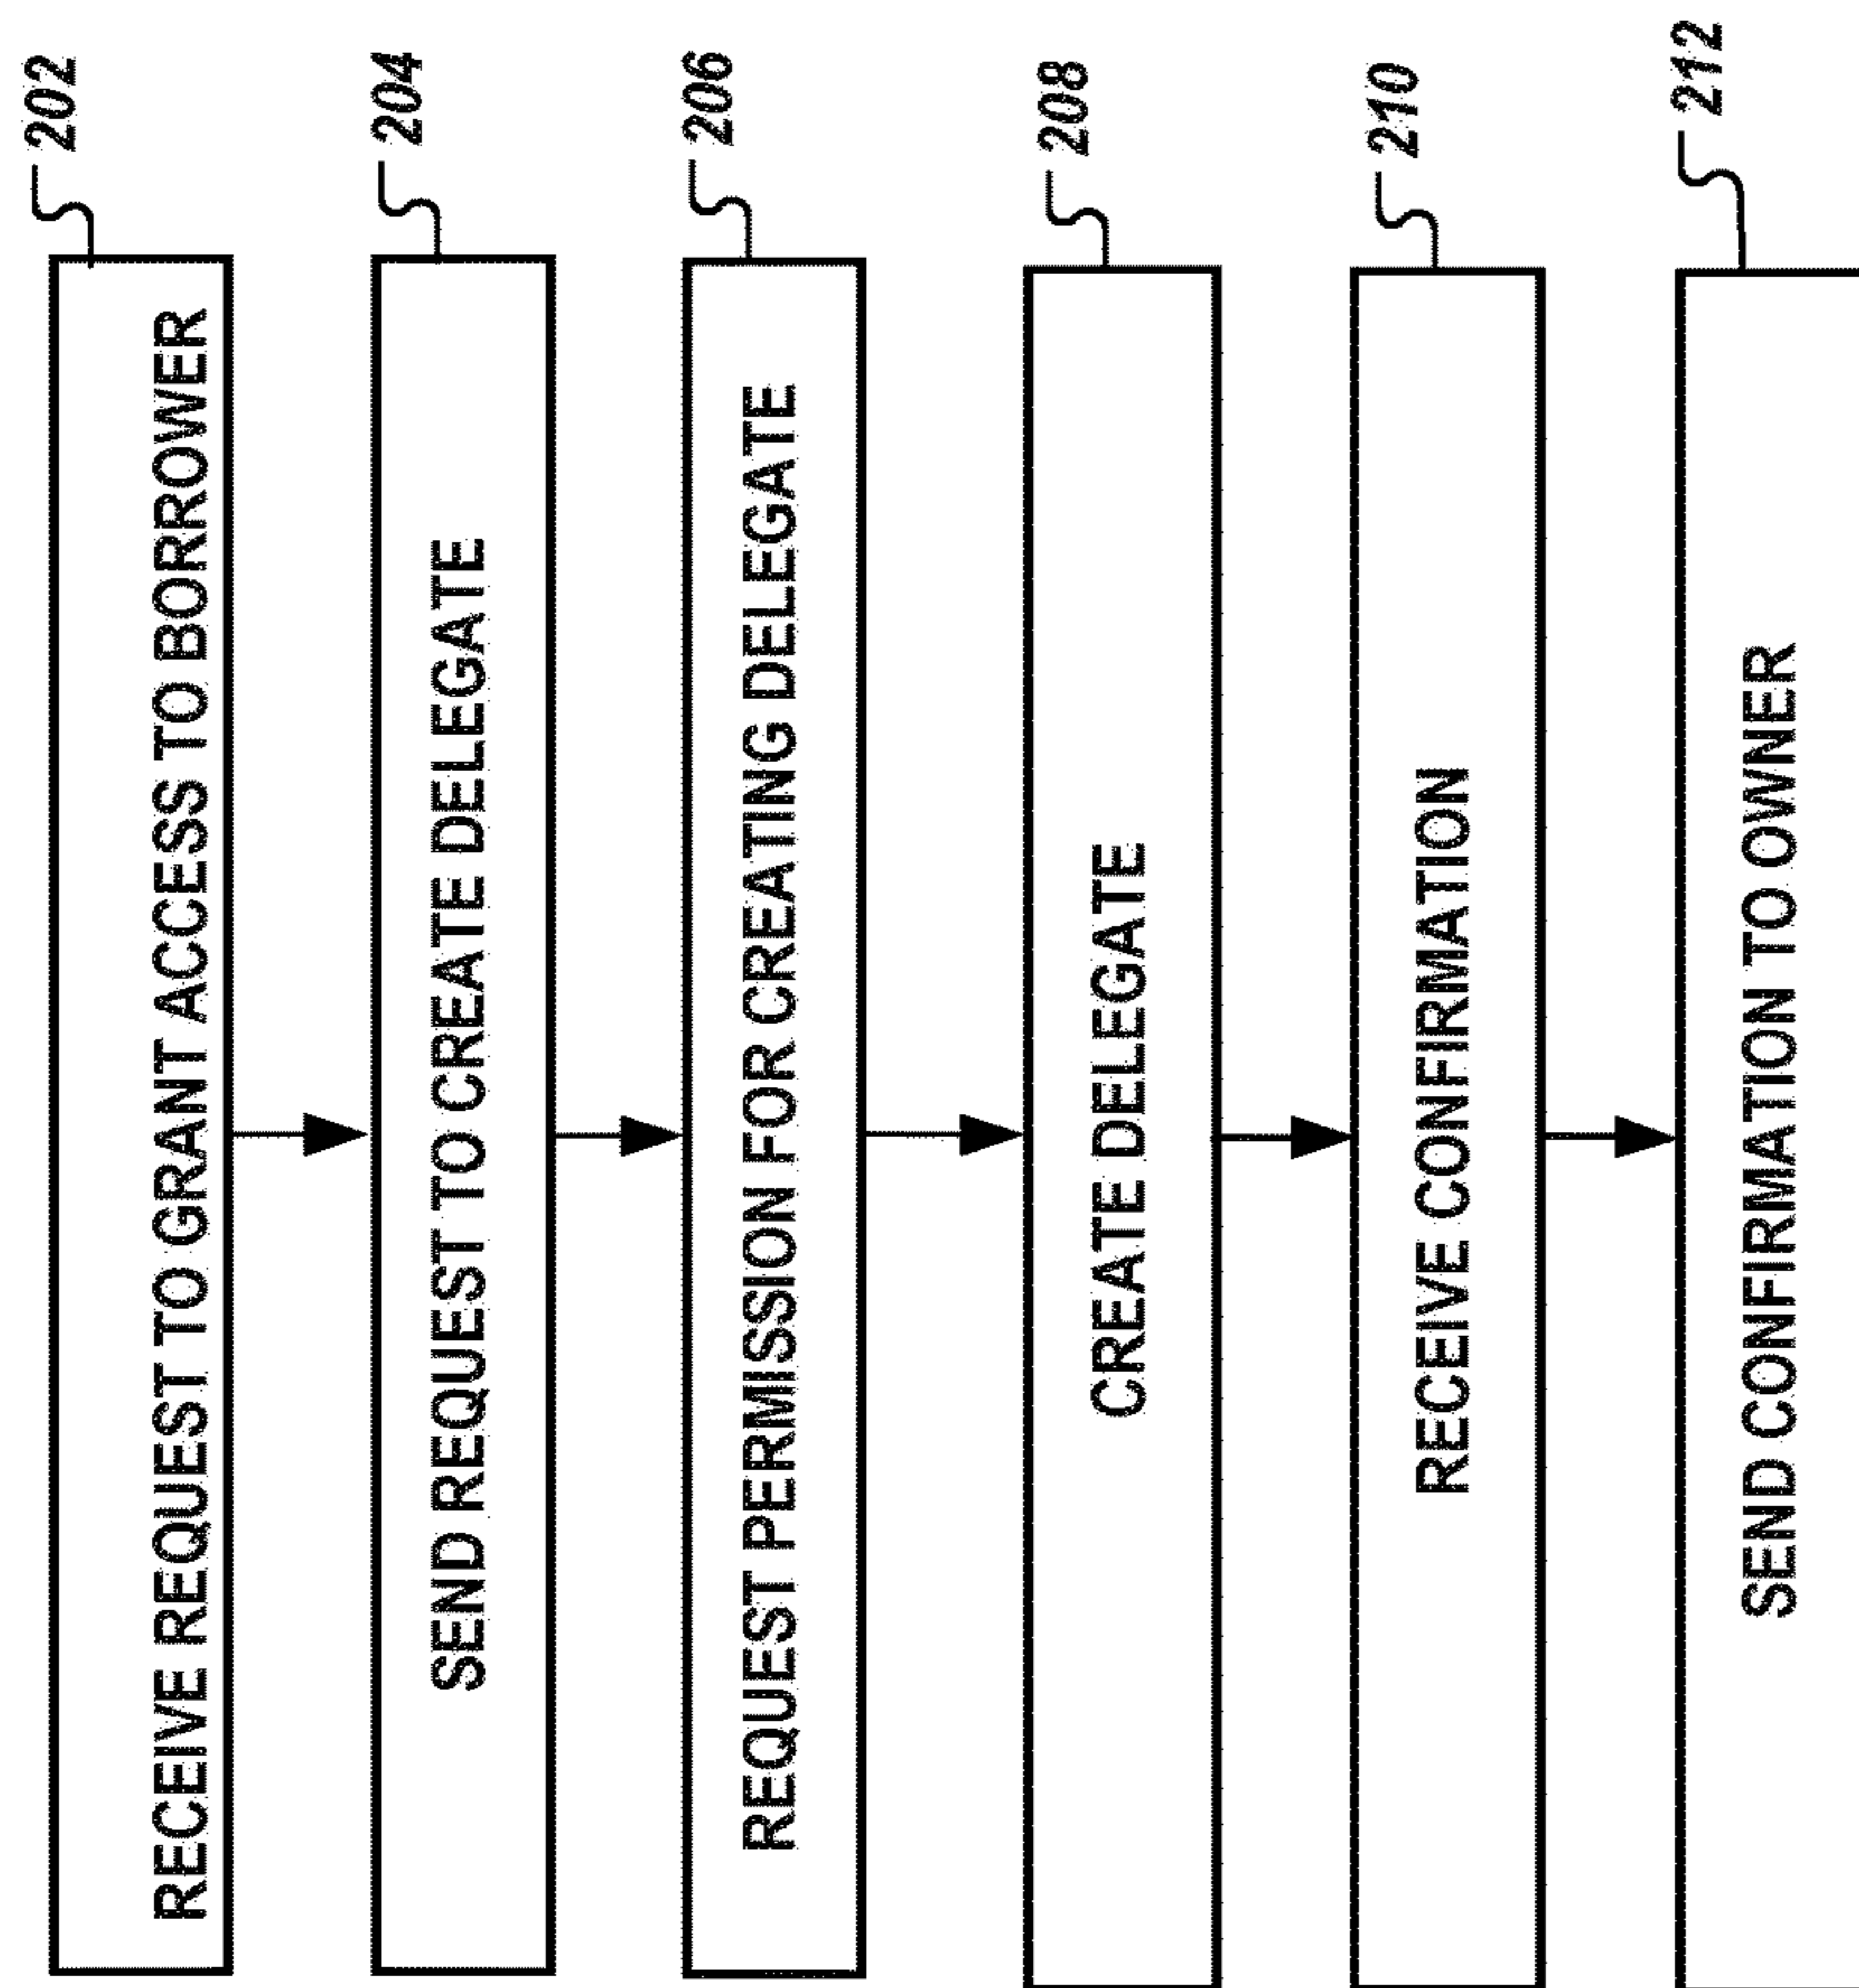 202
RECEIVE REQUEST TO GRANT ACCESS TO BORROWER
204
SEND REQUEST TO CREATE DELEGATE
206
REQUEST PERMISSION FOR CREATING DELEGATE
208
CREATE DELEGATE
210
RECEIVE CONFIRMATION
212
SEND CONFIRMATION TO OWNER